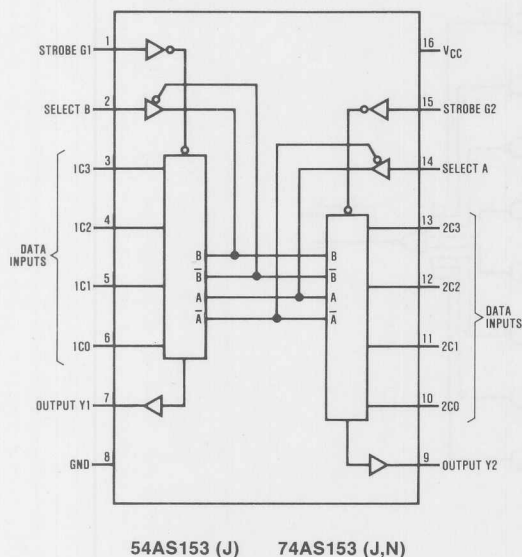 1
STROBE G1
16
VCC
2
SELECT B
15
STROBE G2
3
1C3
14
SELECT A
4
1C2
13
2C3
DATA
INPUTS
B
B
B̅
B̅
12
2C2
5
1C1
A
A
A̅
A̅
DATA
INPUTS
11
2C1
6
1C0
7
OUTPUT Y1
10
2C0
8
GND
9
OUTPUT Y2
54AS153 (J) 74AS153 (J,N)